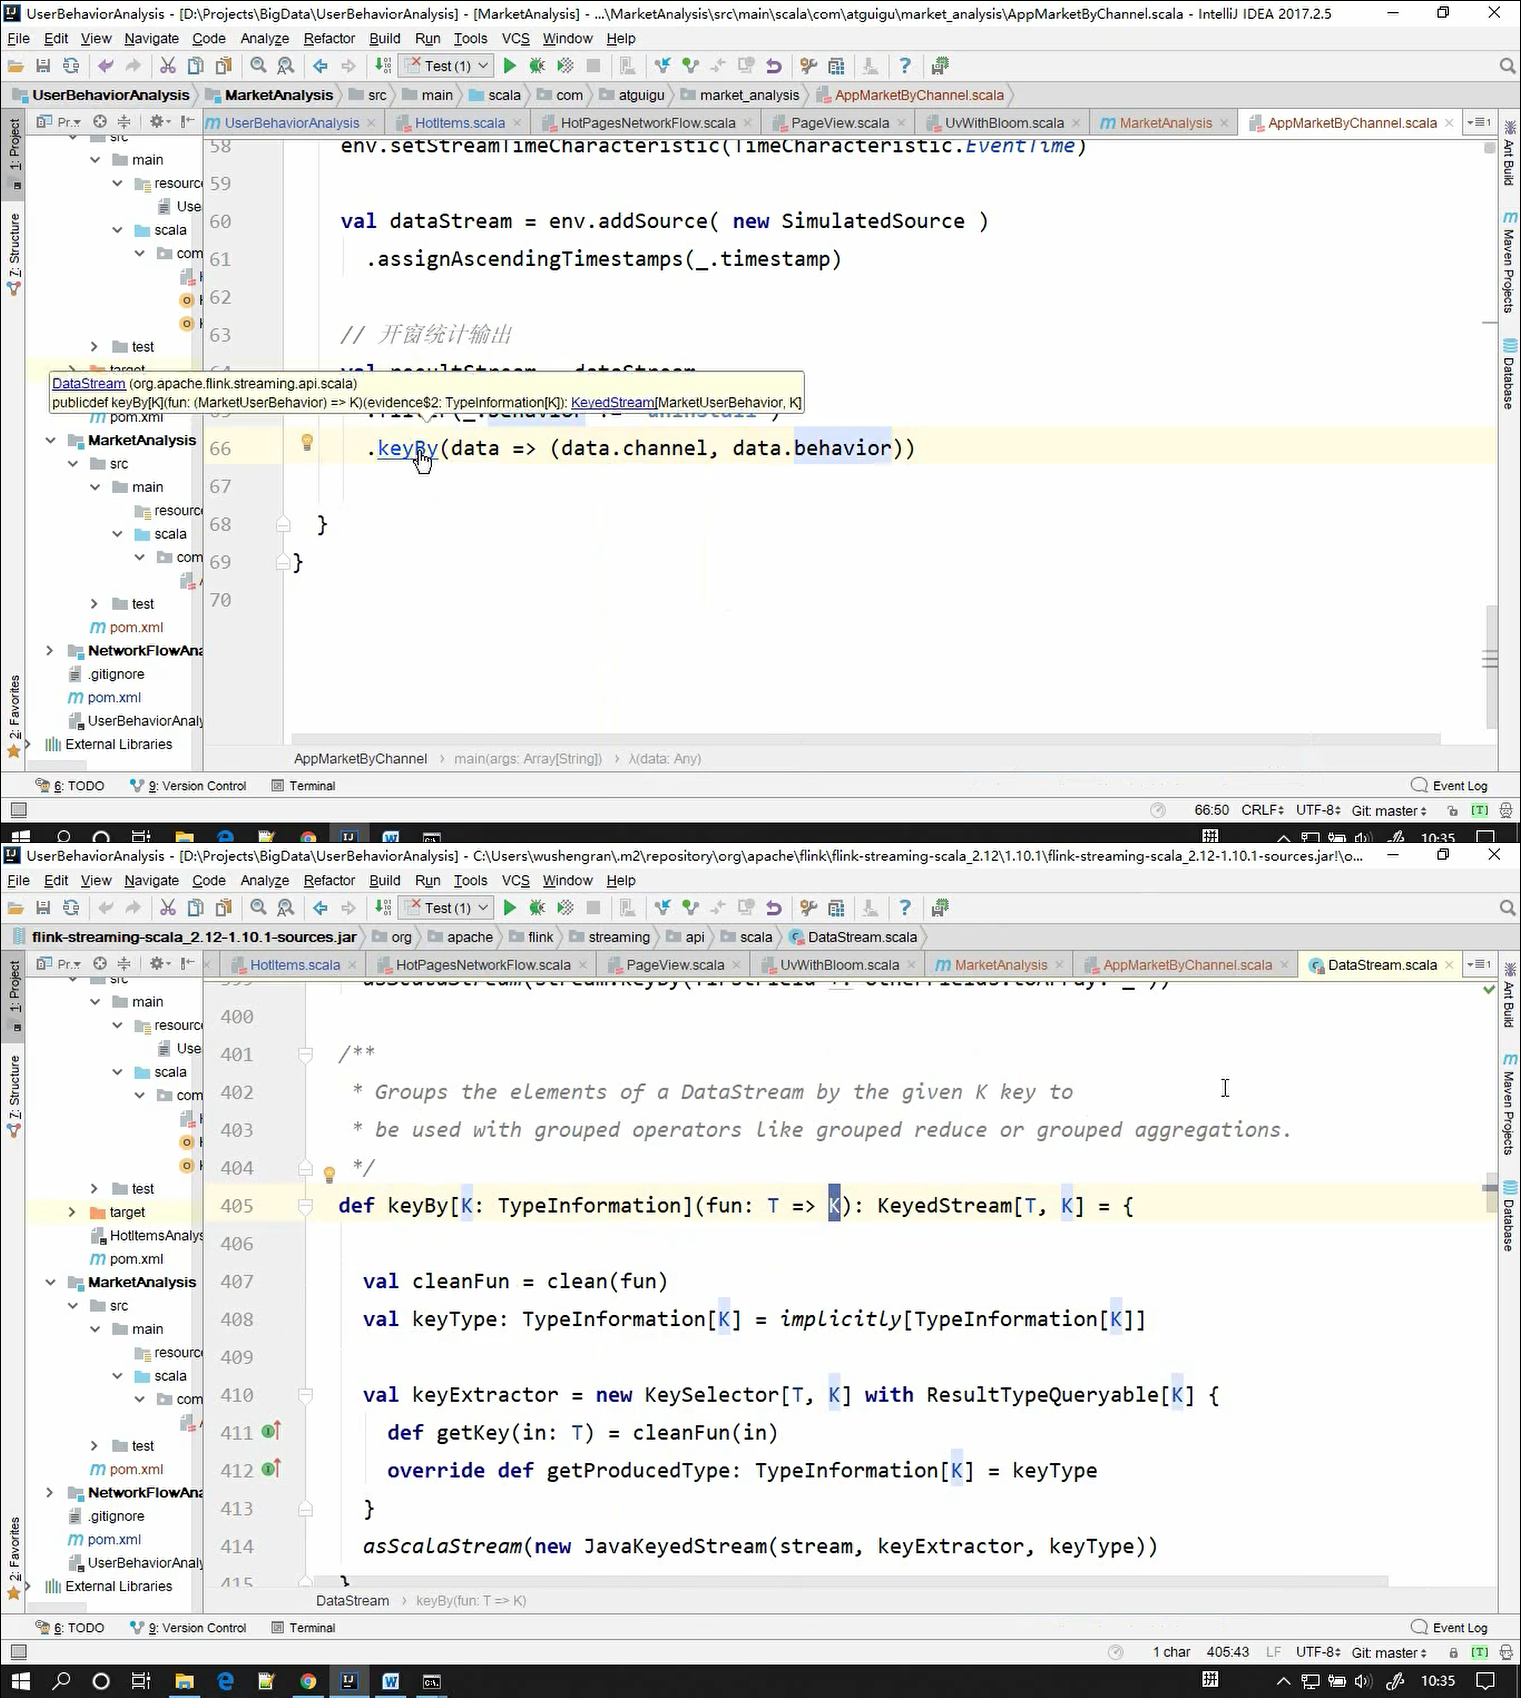 UserBehaviorAnalysis - [D:\Projects\BigData\UserBehaviorAnalysis] - [MarketAnalysis] - ...\MarketAnalysis\src\main\scala\com\atguigu\market_analysis\AppMarketByChannel.scala - IntelliJ IDEA 2017.2.5
File Edit View Navigate Code Analyze Refactor Build Run Tools VCS Window Help
Test (1)
UserBehaviorAnalysis MarketAnalysis src main scala com atguigu market_analysis AppMarketByChannel.scala
1: Project
Pr.. UserBehaviorAnalysis HotItems.scala HotPagesNetworkFlow.scala PageView.scala UvWithBloom.scala MarketAnalysis AppMarketByChannel.scala
58 env.setStreamTimeCharacteristic(TimeCharacteristic.EventTime)
main
59
resourc
Use
60 val dataStream = env.addSource( new SimulatedSource )
scala
com
61 .assignAscendingTimestamps(_.timestamp)
62
63 // 开窗统计输出
test
DataStream (org.apache.flink.streaming.api.scala)
publicdef keyBy[K](fun: (MarketUserBehavior) => K)(evidence$2: TypeInformation[K]): KeyedStream[MarketUserBehavior, K]
pom.xml
MarketAnalysis
66 .keyBy(data => (data.channel, data.behavior))
src
main
67
resourc
68 }
scala
com
69 }
70
test
pom.xml
NetworkFlowAna
.gitignore
pom.xml
UserBehaviorAnaly
External Libraries
7: Structure
2: Favorites
Ant Build
Maven Projects
Database
AppMarketByChannel main(args: Array[String]) λ(data: Any)
6: TODO 9: Version Control Terminal Event Log
66:50 CRLF UTF-8 Git: master [T]
拼 10:35
UserBehaviorAnalysis - [D:\Projects\BigData\UserBehaviorAnalysis] - C:\Users\wushengran\.m2\repository\org\apache\flink\flink-streaming-scala_2.12\1.10.1\flink-streaming-scala_2.12-1.10.1-sources.jar!\o...
File Edit View Navigate Code Analyze Refactor Build Run Tools VCS Window Help
Test (1)
flink-streaming-scala_2.12-1.10.1-sources.jar org apache flink streaming api scala DataStream.scala
1: Project
Pr.. HotItems.scala HotPagesNetworkFlow.scala PageView.scala UvWithBloom.scala MarketAnalysis AppMarketByChannel.scala DataStream.scala
main
400
resourc
Use
401 /**
scala
402 * Groups the elements of a DataStream by the given K key to
com
403 * be used with grouped operators like grouped reduce or grouped aggregations.
404 */
test
405 def keyBy[K: TypeInformation](fun: T => K): KeyedStream[T, K] = {
target
HotItemsAnalys
406
pom.xml
407 val cleanFun = clean(fun)
MarketAnalysis
src
408 val keyType: TypeInformation[K] = implicitly[TypeInformation[K]]
main
resourc
409
scala
410 val keyExtractor = new KeySelector[T, K] with ResultTypeQueryable[K] {
com
411 def getKey(in: T) = cleanFun(in)
test
pom.xml
412 override def getProducedType: TypeInformation[K] = keyType
NetworkFlowAna
413 }
.gitignore
pom.xml
414 asScalaStream(new JavaKeyedStream(stream, keyExtractor, keyType))
UserBehaviorAnaly
External Libraries
415 }
7: Structure
2: Favorites
Ant Build
Maven Projects
Database
DataStream keyBy(fun: T => K)
6: TODO 9: Version Control Terminal Event Log
1 char 405:43 LF UTF-8 Git: master [T]
拼 10:35